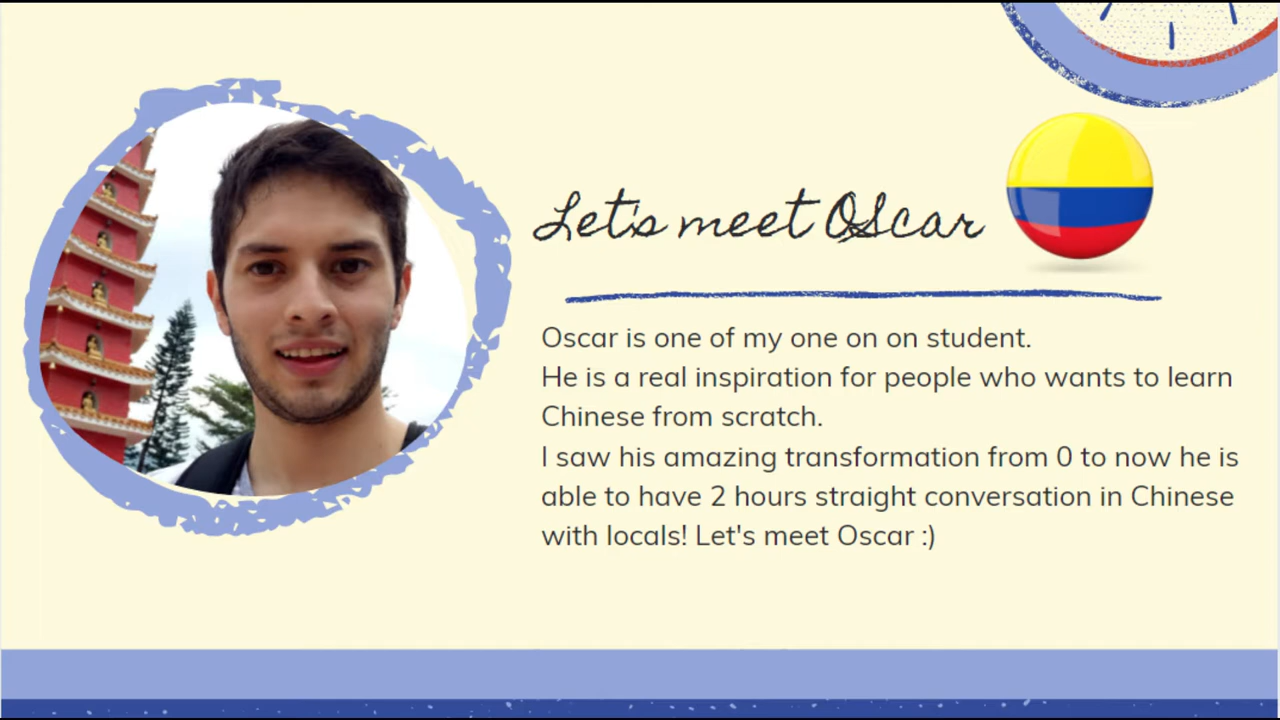 Let's meet OScar
Oscar is one of my one on on student.
He is a real inspiration for people who wants to learn
Chinese from scratch.
I saw his amazing transformation from 0 to now he is
able to have 2 hours straight conversation in Chinese
with locals! Let's meet Oscar :)